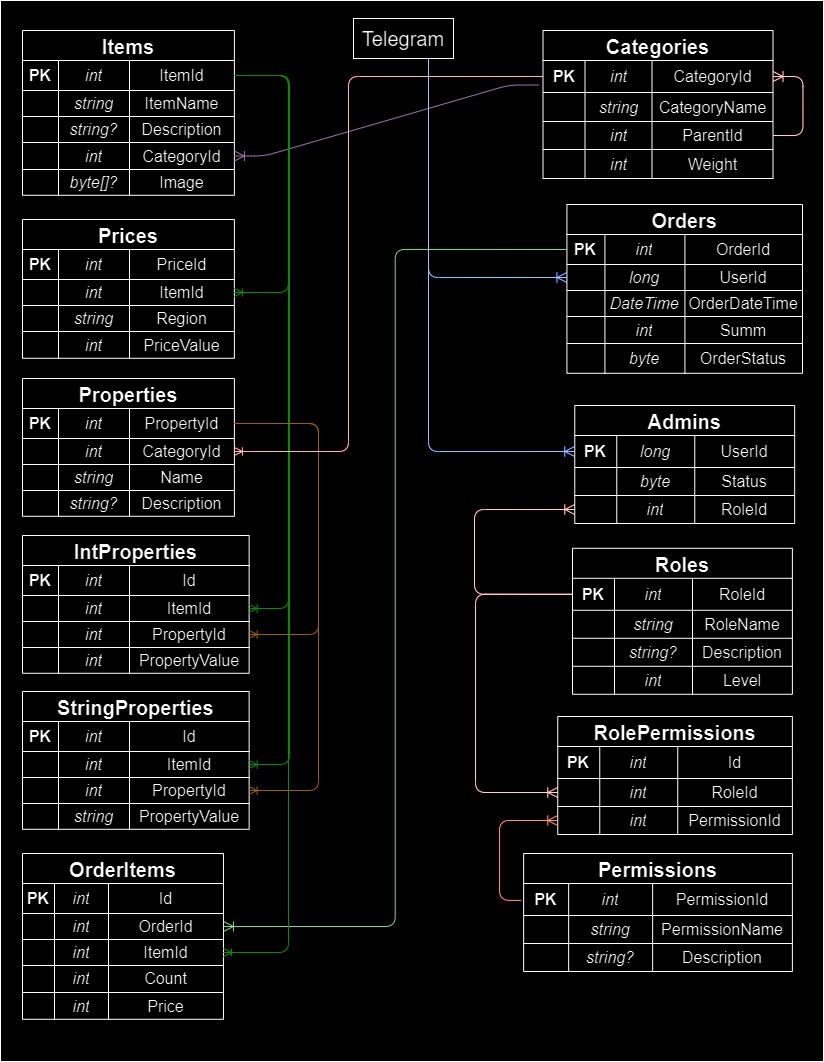 Telegram
Items
PK int ItemId
string ItemName
string? Description
int CategoryId
byte[]? Image
Prices
PK int PriceId
int ItemId
string Region
int PriceValue
Properties
PK int PropertyId
int CategoryId
string Name
string? Description
IntProperties
PK int Id
int ItemId
int PropertyId
int PropertyValue
StringProperties
PK int Id
int ItemId
int PropertyId
string PropertyValue
OrderItems
PK int Id
int OrderId
int ItemId
int Count
int Price
Categories
PK int CategoryId
string CategoryName
int ParentId
int Weight
Orders
PK int OrderId
long UserId
DateTime OrderDateTime
int Summ
byte OrderStatus
Admins
PK long UserId
byte Status
int RoleId
Roles
PK int RoleId
string RoleName
string? Description
int Level
RolePermissions
PK int Id
int RoleId
int PermissionId
Permissions
PK int PermissionId
string PermissionName
string? Description